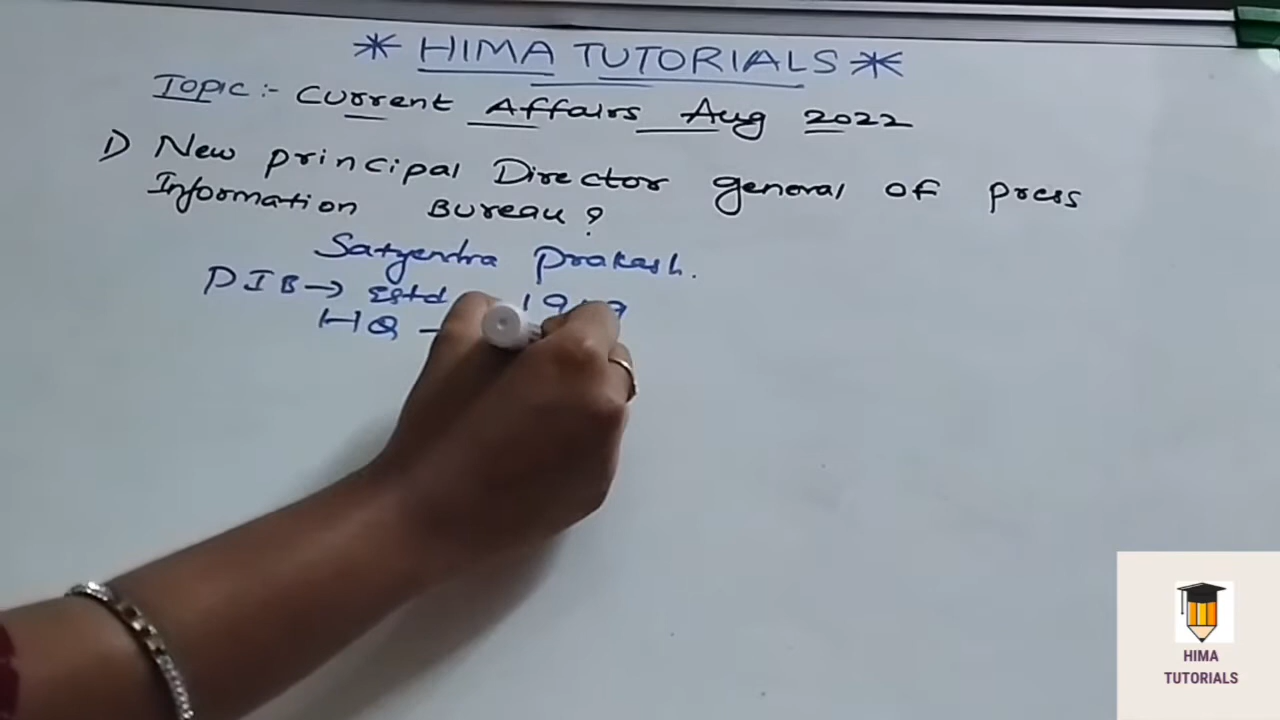 * HIMA TUTORIALS *
Topic:- Current Affairs Aug 2022
1) New principal Director general of press
Information Bureau?
Satyendra Prakash.
PIB → Estd
HQ
HIMA
TUTORIALS